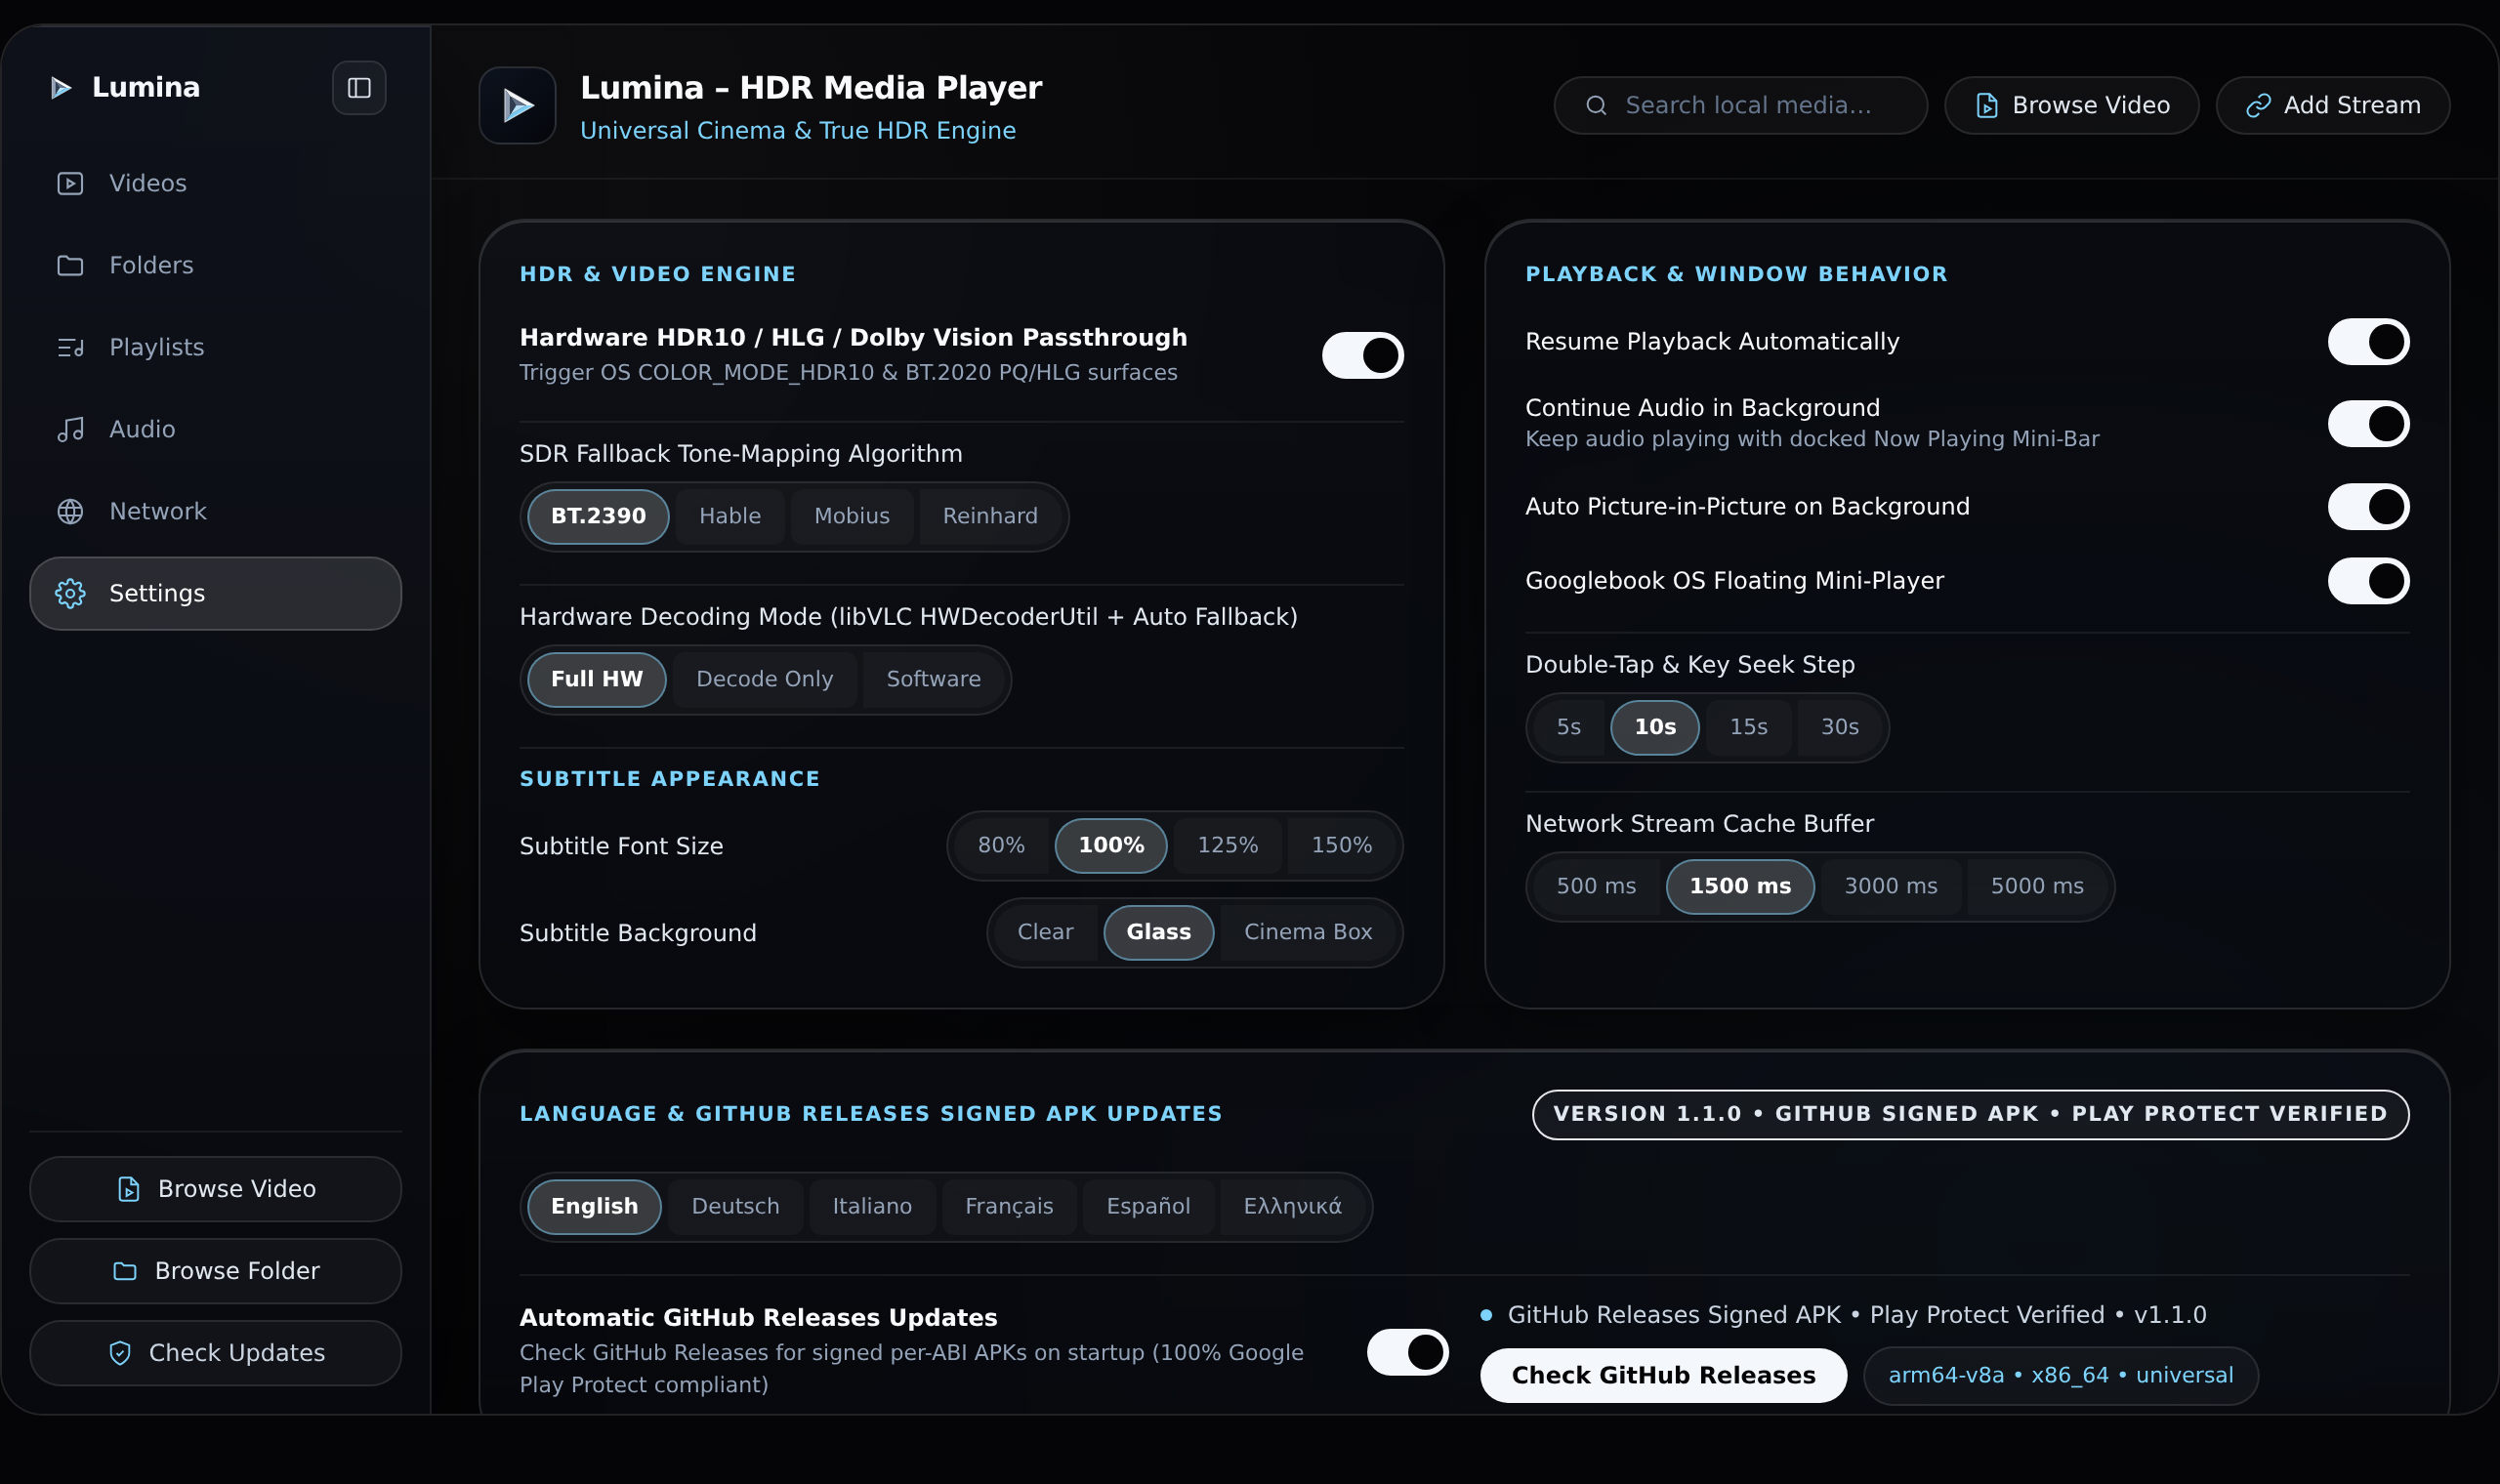 Lumina
Videos
Folders
Playlists
Audio
Network
Settings
Browse Video
Browse Folder
Check Updates
Lumina – HDR Media Player
Universal Cinema & True HDR Engine
Search local media...
Browse Video
Add Stream
HDR & VIDEO ENGINE
Hardware HDR10 / HLG / Dolby Vision Passthrough
Trigger OS COLOR_MODE_HDR10 & BT.2020 PQ/HLG surfaces
SDR Fallback Tone-Mapping Algorithm
BT.2390 Hable Mobius Reinhard
Hardware Decoding Mode (libVLC HWDecoderUtil + Auto Fallback)
Full HW Decode Only Software
SUBTITLE APPEARANCE
Subtitle Font Size 80% 100% 125% 150%
Subtitle Background Clear Glass Cinema Box
PLAYBACK & WINDOW BEHAVIOR
Resume Playback Automatically
Continue Audio in Background
Keep audio playing with docked Now Playing Mini-Bar
Auto Picture-in-Picture on Background
Googlebook OS Floating Mini-Player
Double-Tap & Key Seek Step
5s 10s 15s 30s
Network Stream Cache Buffer
500 ms 1500 ms 3000 ms 5000 ms
LANGUAGE & GITHUB RELEASES SIGNED APK UPDATES
VERSION 1.1.0 • GITHUB SIGNED APK • PLAY PROTECT VERIFIED
English Deutsch Italiano Français Español Ελληνικά
Automatic GitHub Releases Updates
Check GitHub Releases for signed per-ABI APKs on startup (100% Google
Play Protect compliant)
GitHub Releases Signed APK • Play Protect Verified • v1.1.0
Check GitHub Releases
arm64-v8a • x86_64 • universal